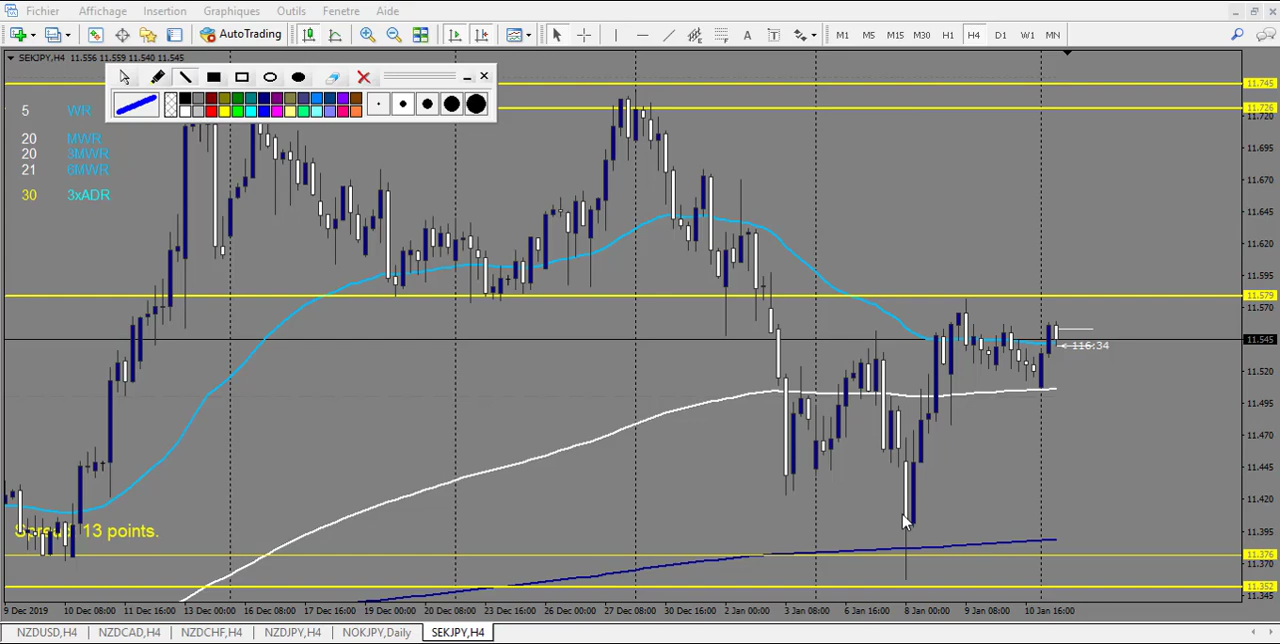 Fichier Affichage Insertion Graphiques Outils Fenetre Aide
AutoTrading M1 M5 M15 M30 H1 H4 D1 W1 MN
SEKJPY,H4 11.556 11.559 11.540 11.545
5 WR
20 MWR
20 3MWR
21 6MWR
30 3xADR
11.745
11.726
11.720
11.695
11.670
11.645
11.620
11.595
11.579
11.570
11.545
116:34
11.520
11.495
11.470
11.445
11.420
11.395
11.376
11.370
11.352
11.345
Spread 13 points.
9 Dec 2019 10 Dec 08:00 11 Dec 16:00 13 Dec 00:00 16 Dec 08:00 17 Dec 16:00 19 Dec 00:00 20 Dec 08:00 23 Dec 16:00 26 Dec 00:00 27 Dec 08:00 30 Dec 16:00 2 Jan 00:00 3 Jan 08:00 6 Jan 16:00 8 Jan 00:00 9 Jan 08:00 10 Jan 16:00
NZDUSD,H4 NZDCAD,H4 NZDCHF,H4 NZDJPY,H4 NOKJPY,Daily SEKJPY,H4